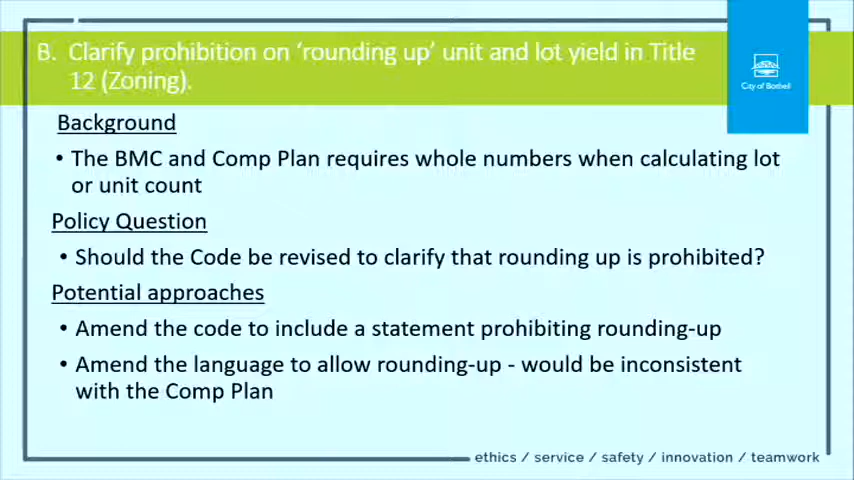 B. Clarify prohibition on ‘rounding up’ unit and lot yield in Title
12 (Zoning).
City of Bothell
Background
• The BMC and Comp Plan requires whole numbers when calculating lot
or unit count
Policy Question
• Should the Code be revised to clarify that rounding up is prohibited?
Potential approaches
• Amend the code to include a statement prohibiting rounding-up
• Amend the language to allow rounding-up - would be inconsistent
with the Comp Plan
ethics / service / safety / innovation / teamwork